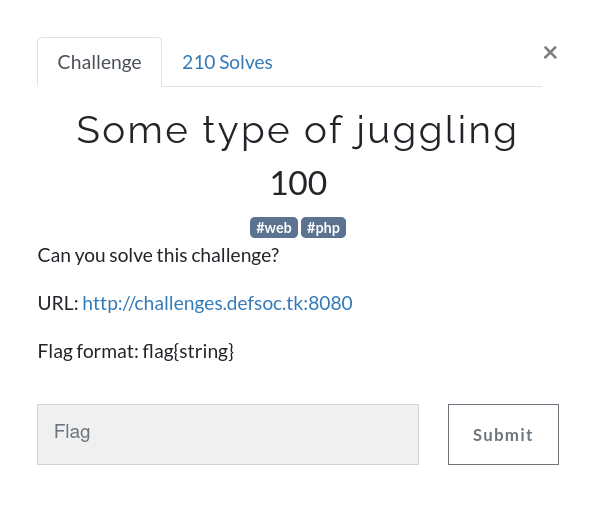 Challenge
210 Solves
×
Some type of juggling
100
#web #php
Can you solve this challenge?
URL: http://challenges.defsoc.tk:8080
Flag format: flag{string}
Flag
Submit